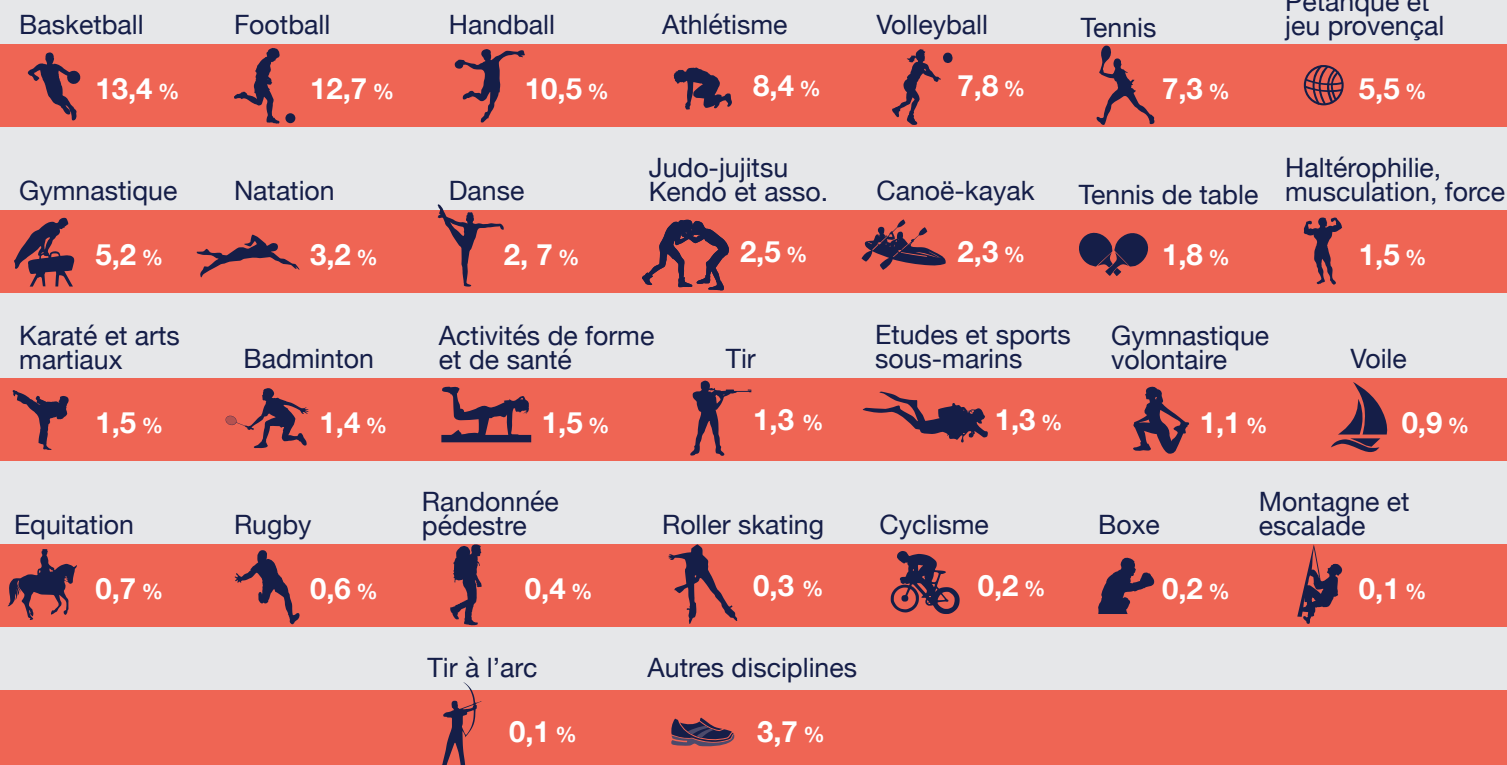 Basketball
Football
Handball
Athlétisme
Volleyball
Tennis
Pétanque et
jeu provençal
13,4 %
12,7 %
10,5 %
8,4 %
7,8 %
7,3 %
5,5 %
Gymnastique
Natation
Danse
Judo-jujitsu
Kendo et asso.
Canoë-kayak
Tennis de table
Haltérophilie,
musculation, force
5,2 %
3,2 %
2, 7 %
2,5 %
2,3 %
1,8 %
1,5 %
Karaté et arts
martiaux
Badminton
Activités de forme
et de santé
Tir
Etudes et sports
sous-marins
Gymnastique
volontaire
Voile
1,5 %
1,4 %
1,5 %
1,3 %
1,3 %
1,1 %
0,9 %
Equitation
Rugby
Randonnée
pédestre
Roller skating
Cyclisme
Boxe
Montagne et
escalade
0,7 %
0,6 %
0,4 %
0,3 %
0,2 %
0,2 %
0,1 %
Tir à l'arc
Autres disciplines
0,1 %
3,7 %